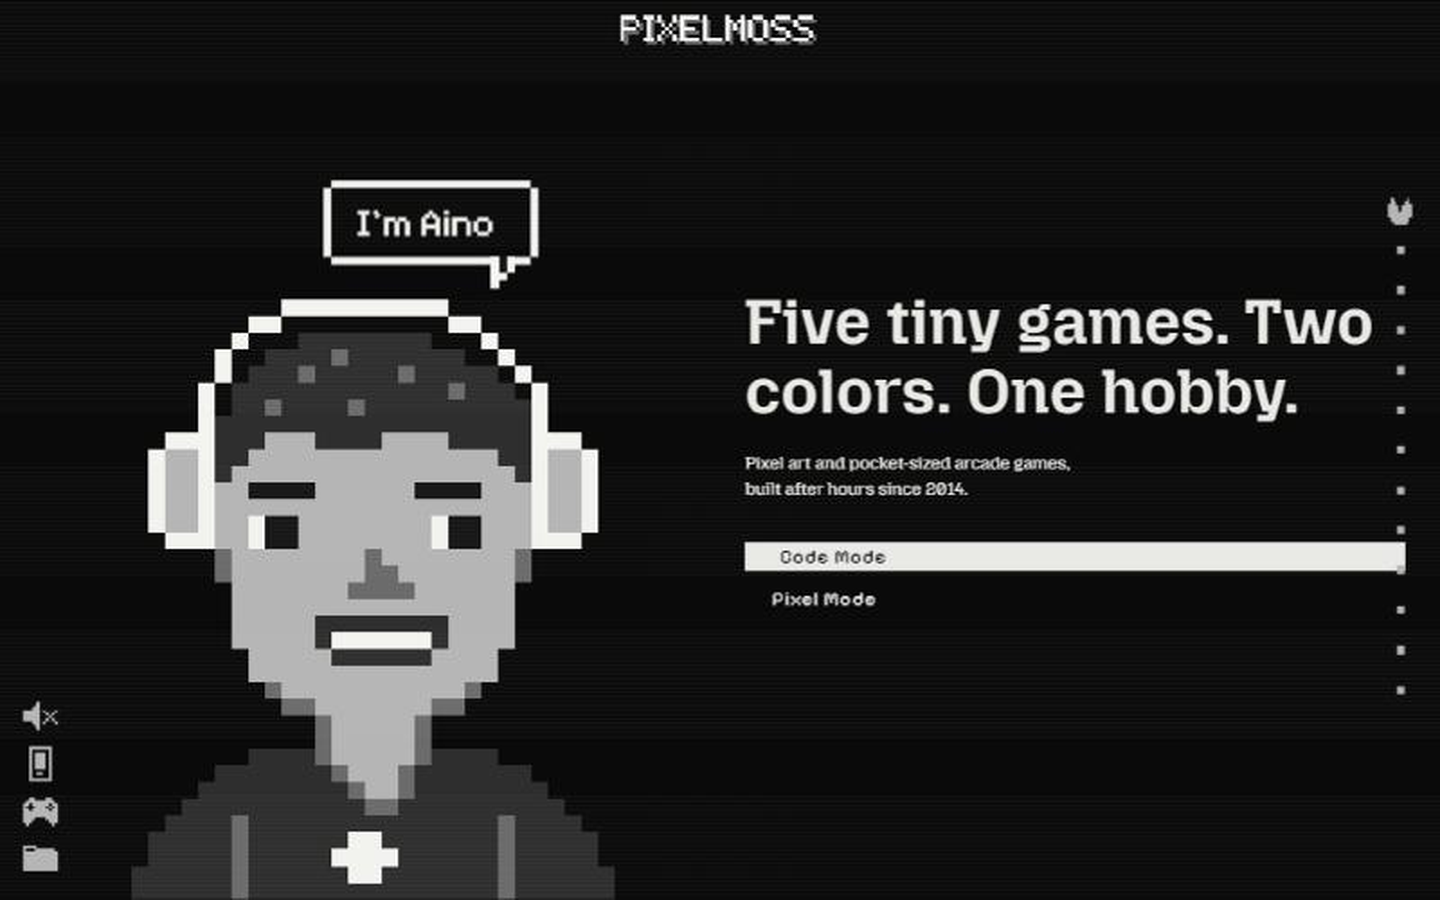 PIXELMOSS
I'm Aino
Five tiny games. Two
colors. One hobby.
Pixel art and pocket-sized arcade games,
built after hours since 2014.
Code Mode
Pixel Mode